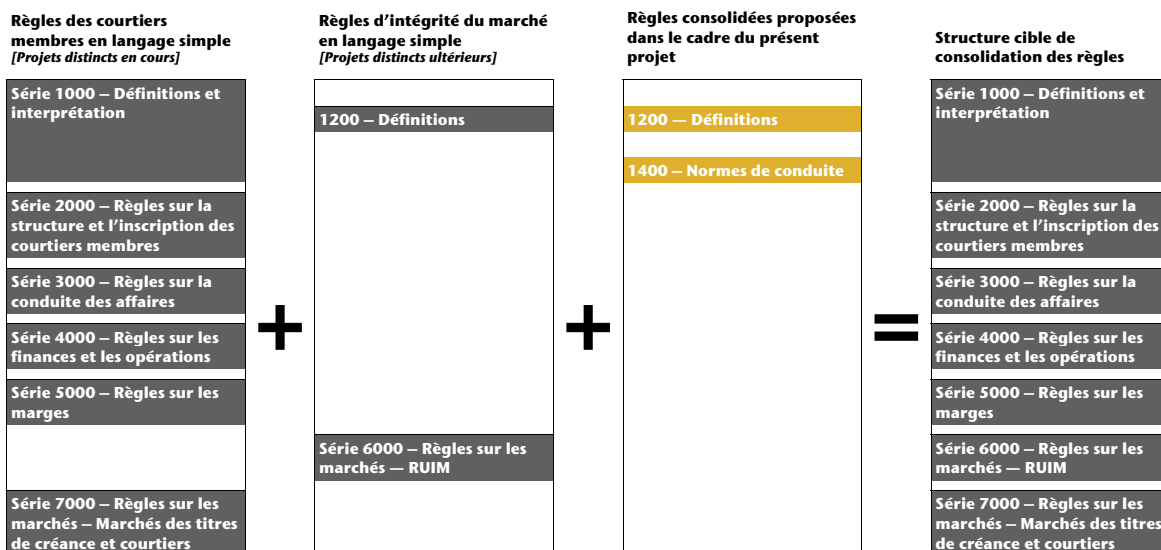 Règles des courtiers
membres en langage simple
[Projets distincts en cours]
Série 1000 – Définitions et
interprétation
Série 2000 – Règles sur la
structure et l’inscription des
courtiers membres
Série 3000 – Règles sur la
conduite des affaires
Série 4000 – Règles sur les
finances et les opérations
Série 5000 – Règles sur les
marges
Série 7000 – Règles sur les
marchés – Marchés des titres
de créance et courtiers
+
Règles d’intégrité du marché
en langage simple
[Projets distincts ultérieurs]
1200 – Définitions
Série 6000 – Règles sur les
marchés — RUIM
+
Règles consolidées proposées
dans le cadre du présent
projet
1200 — Définitions
1400 – Normes de conduite
=
Structure cible de
consolidation des règles
Série 1000 – Définitions et
interprétation
Série 2000 – Règles sur la
structure et l’inscription des
courtiers membres
Série 3000 – Règles sur la
conduite des affaires
Série 4000 – Règles sur les
finances et les opérations
Série 5000 – Règles sur les
marges
Série 6000 – Règles sur les
marchés — RUIM
Série 7000 – Règles sur les
marchés – Marchés des titres
de créance et courtiers